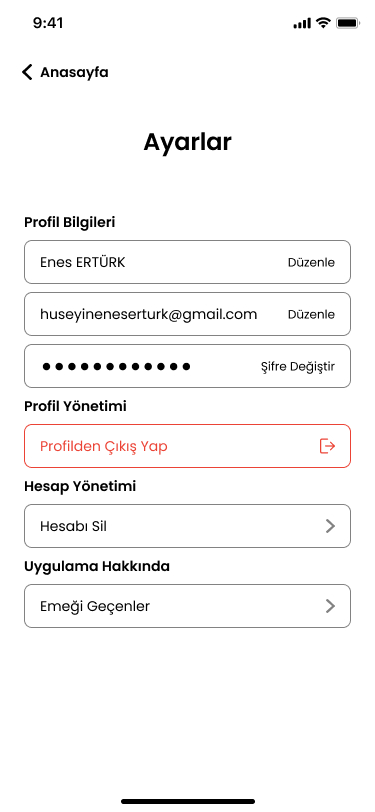 9:41
Anasayfa
Ayarlar
Profil Bilgileri
Enes ERTÜRK Düzenle
huseyineneserturk@gmail.com Düzenle
●●●●●●●●●●●● Şifre Değiştir
Profil Yönetimi
Profilden Çıkış Yap
Hesap Yönetimi
Hesabı Sil
Uygulama Hakkında
Emeği Geçenler